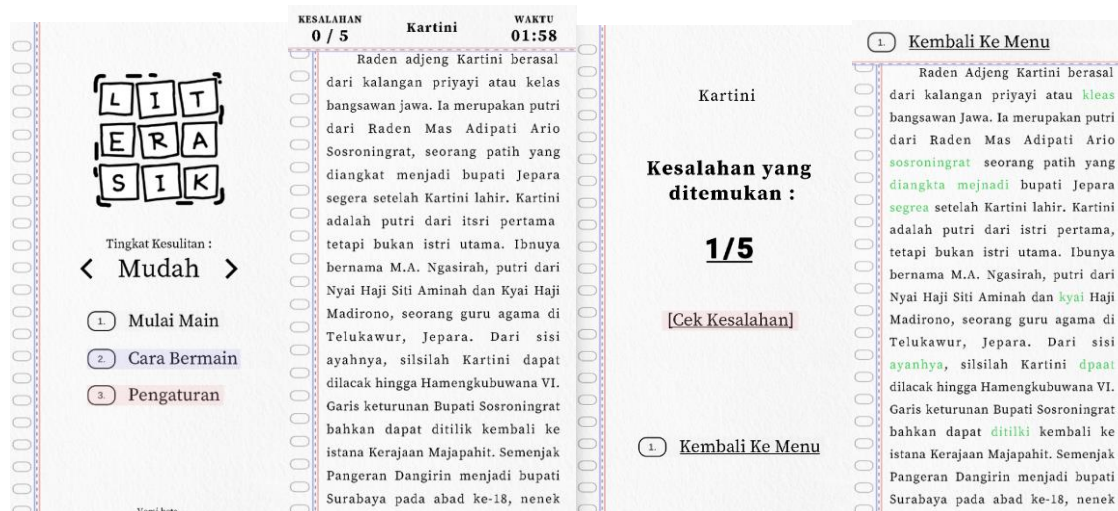 LIT
ERA
SIK
Tingkat Kesulitan :
< Mudah >
1. Mulai Main
2. Cara Bermain
3. Pengaturan
KESALAHAN
0 / 5
Kartini
WAKTU
01:58
Raden adjeng Kartini berasal
dari kalangan priyayi atau kelas
bangsawan jawa. Ia merupakan putri
dari Raden Mas Adipati Ario
Sosroningrat, seorang patih yang
diangkat menjadi bupati Jepara
segera setelah Kartini lahir. Kartini
adalah putri dari itsri pertama
tetapi bukan istri utama. Ibnuya
bernama M.A. Ngasirah, putri dari
Nyai Haji Siti Aminah dan Kyai Haji
Madirono, seorang guru agama di
Telukawur, Jepara. Dari sisi
ayahnya, silsilah Kartini dapat
dilacak hingga Hamengkubuwana VI.
Garis keturunan Bupati Sosroningrat
bahkan dapat ditilik kembali ke
istana Kerajaan Majapahit. Semenjak
Pangeran Dangirin menjadi bupati
Surabaya pada abad ke-18, nenek
Kartini
Kesalahan yang
ditemukan :
1/5
[Cek Kesalahan]
1. Kembali Ke Menu
1. Kembali Ke Menu
Raden Adjeng Kartini berasal
dari kalangan priyayi atau kleas
bangsawan Jawa. Ia merupakan putri
dari Raden Mas Adipati Ario
sosroningrat seorang patih yang
diangkta mejnadi bupati Jepara
segrea setelah Kartini lahir. Kartini
adalah putri dari istri pertama,
tetapi bukan istri utama. Ibunya
bernama M.A. Ngasirah, putri dari
Nyai Haji Siti Aminah dan kyai Haji
Madirono, seorang guru agama di
Telukawur, Jepara. Dari sisi
ayanhya, silsilah Kartini dpaat
dilacak hingga Hamengkubuwana VI.
Garis keturunan Bupati Sosroningrat
bahkan dapat ditilki kembali ke
istana Kerajaan Majapahit. Semenjak
Pangeran Dangirin menjadi bupati
Surabaya pada abad ke-18, nenek